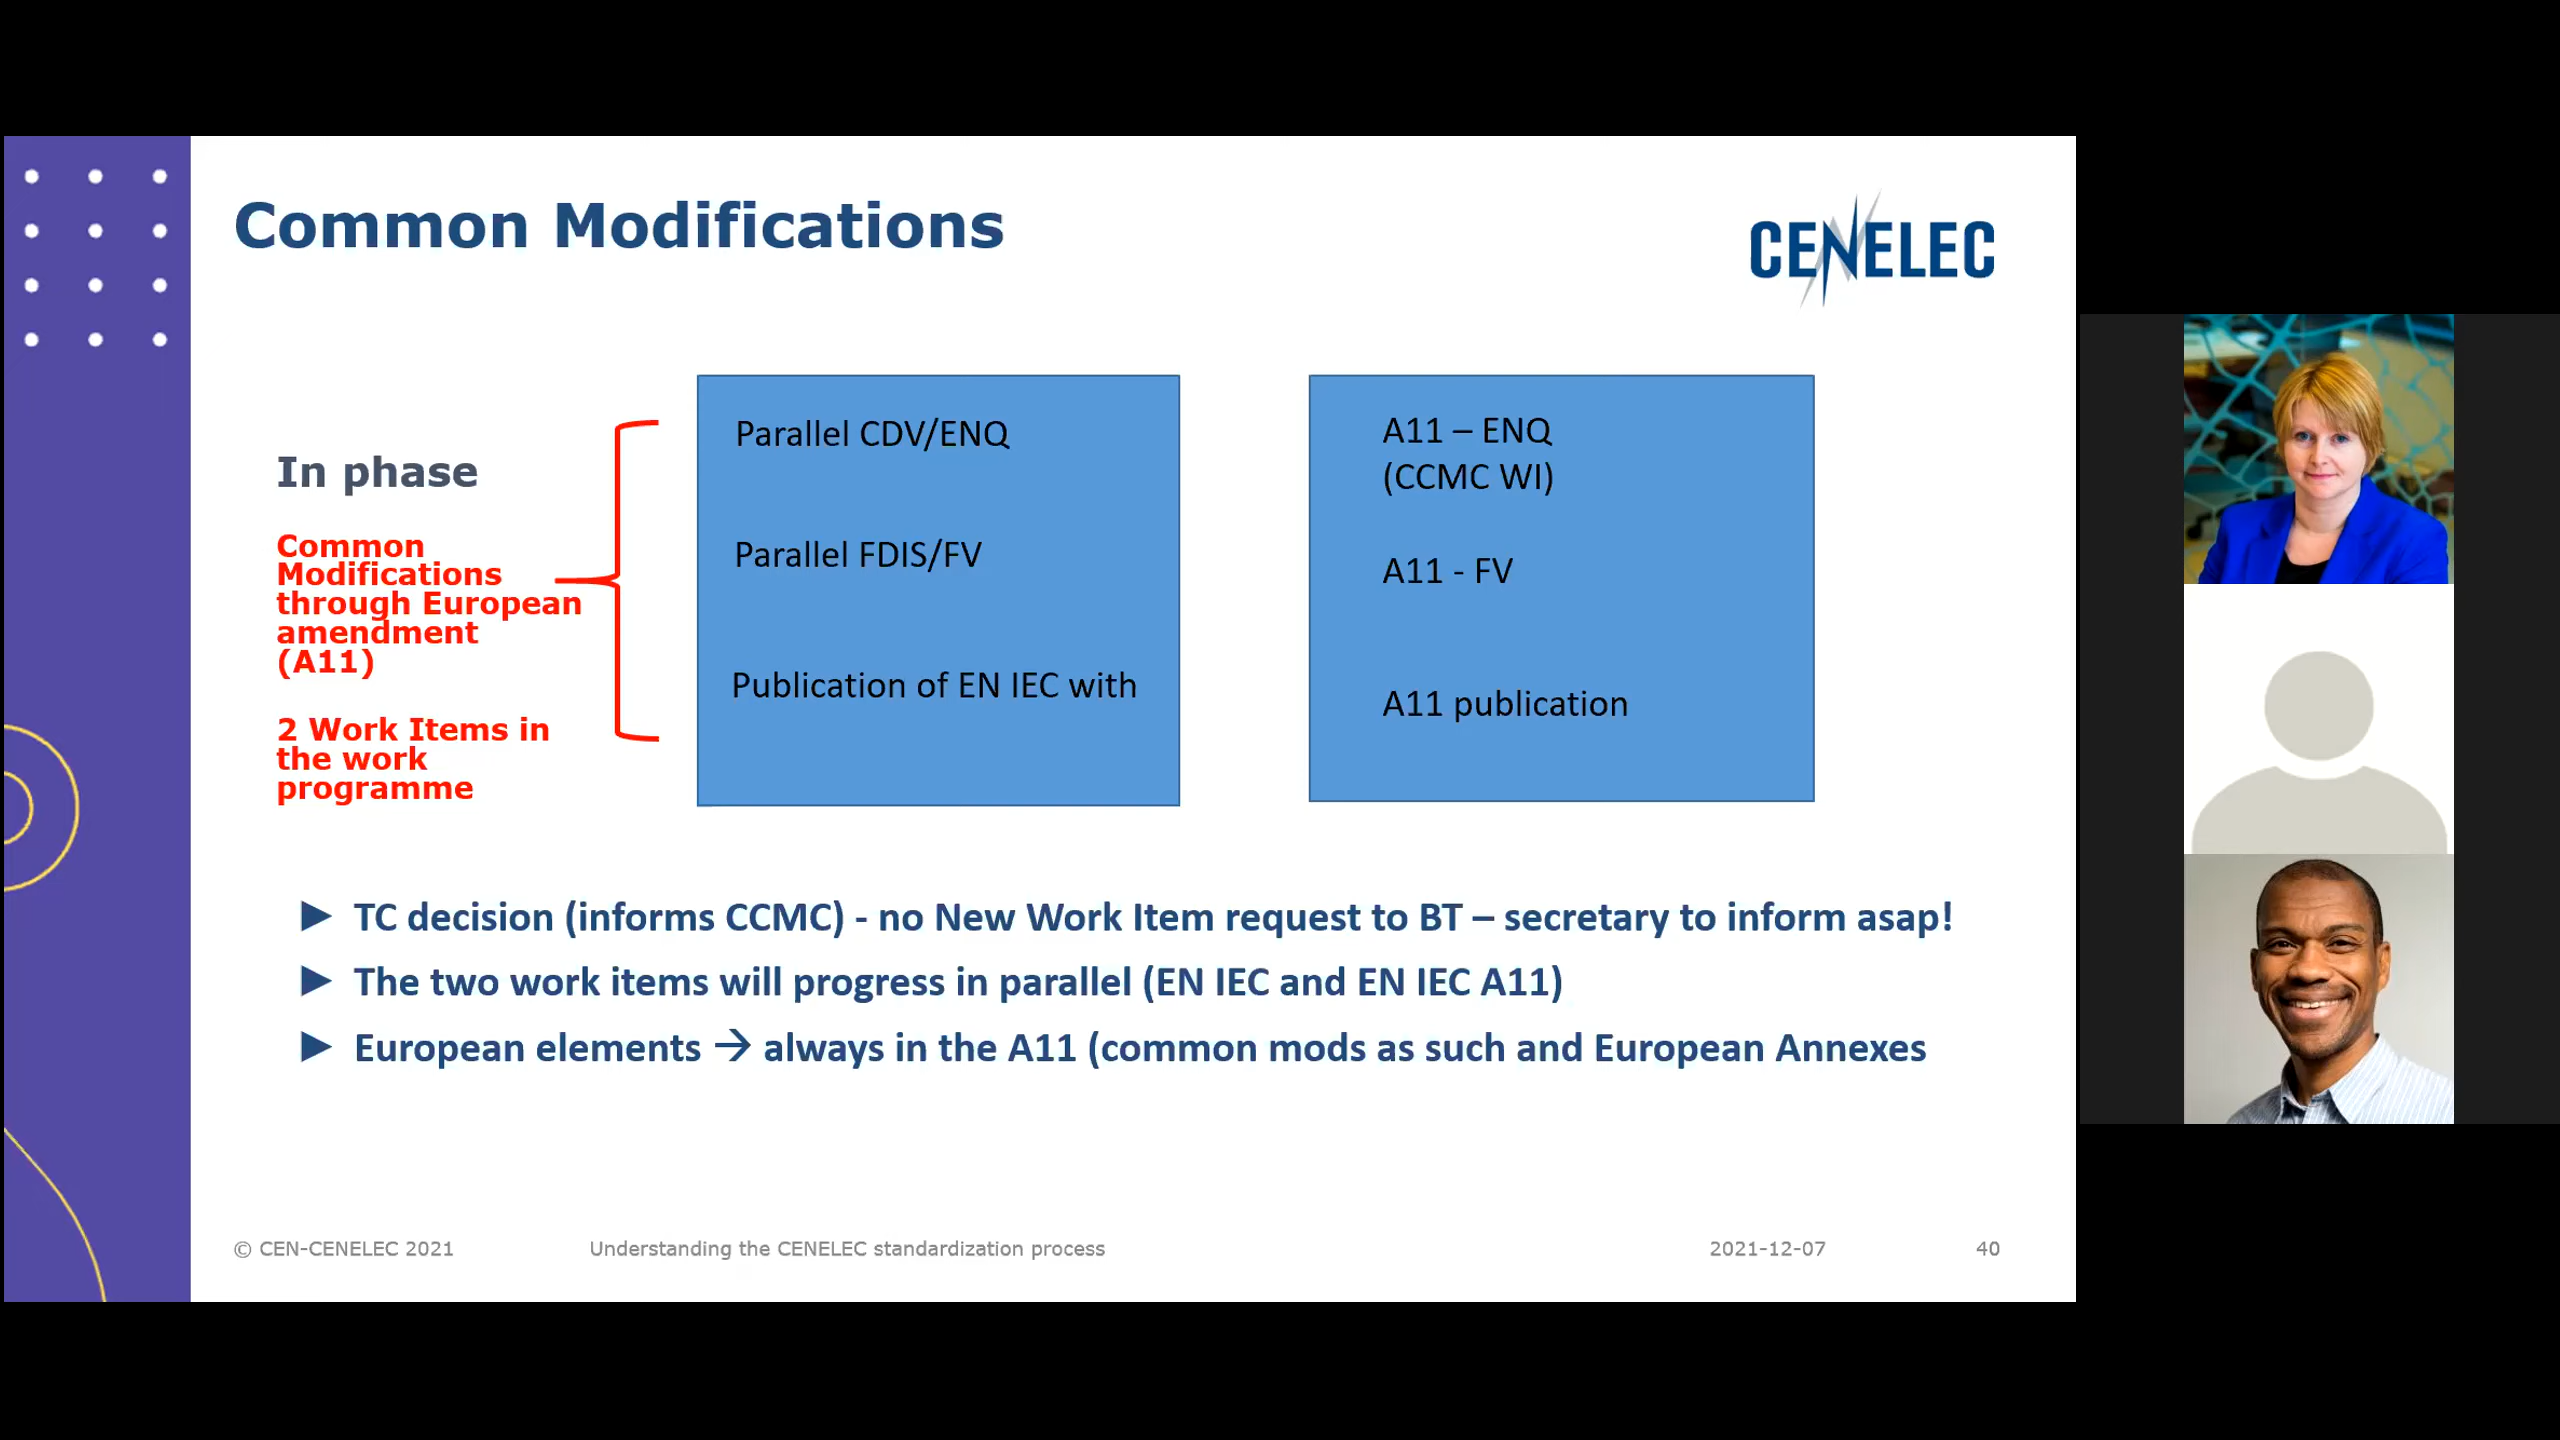 Common Modifications
CENELEC
In phase
Common
Modifications
through European
amendment
(A11)
2 Work Items in
the work
programme
Parallel CDV/ENQ
Parallel FDIS/FV
Publication of EN IEC with
A11 – ENQ
(CCMC WI)
A11 - FV
A11 publication
► TC decision (informs CCMC) - no New Work Item request to BT – secretary to inform asap!
► The two work items will progress in parallel (EN IEC and EN IEC A11)
► European elements → always in the A11 (common mods as such and European Annexes
© CEN-CENELEC 2021
Understanding the CENELEC standardization process
2021-12-07
40